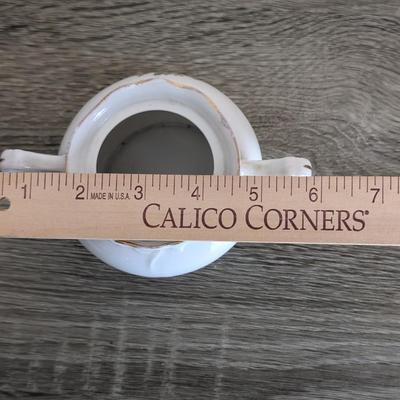 1 2 MADE IN U.S.A. 3 4 5 6 7
CALICO CORNERS®